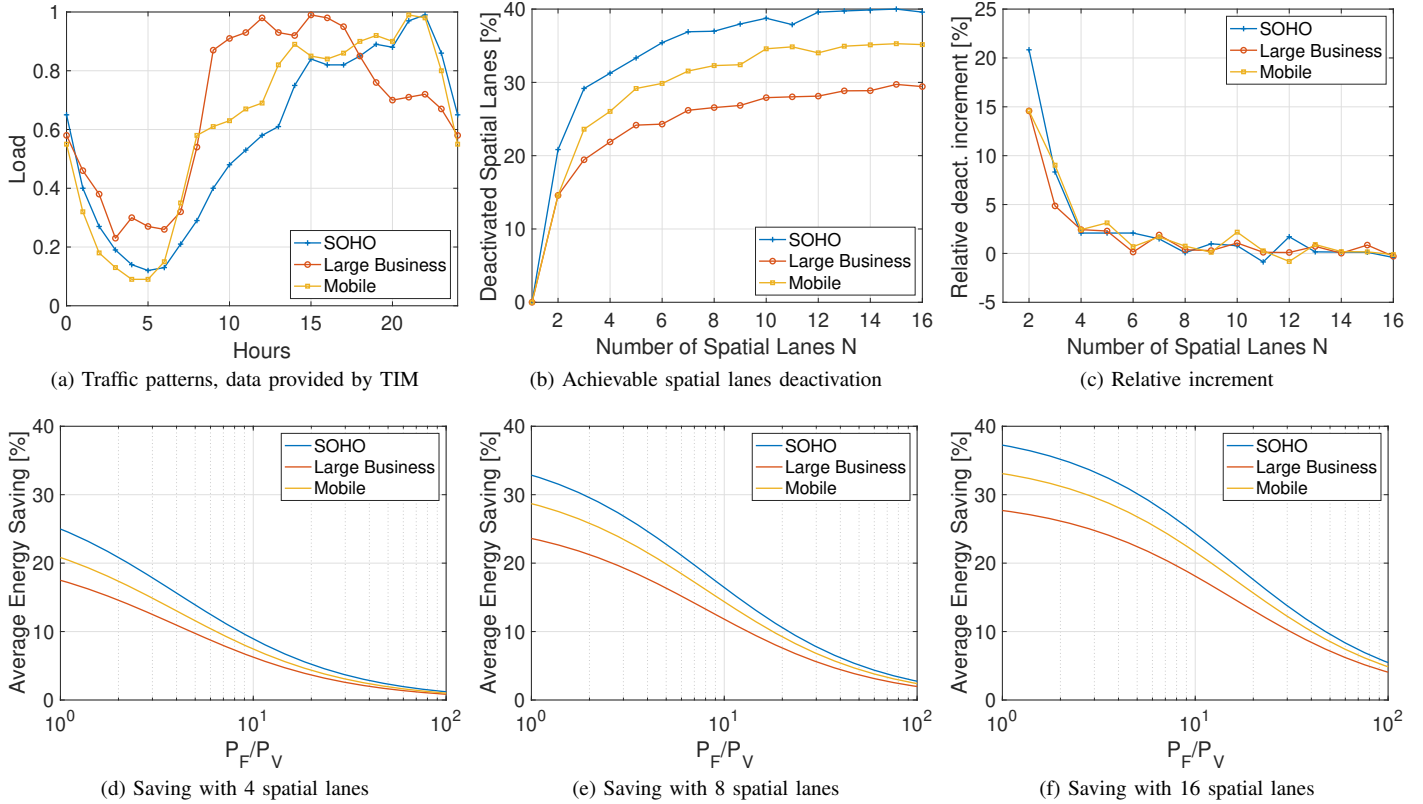 Load
1
0.8
0.6
0.4
0.2
0
0 5 10 15 20
Hours
SOHO
Large Business
Mobile
(a) Traffic patterns, data provided by TIM
Deactivated Spatial Lanes [%]
40
30
20
10
0
2 4 6 8 10 12 14 16
Number of Spatial Lanes N
SOHO
Large Business
Mobile
(b) Achievable spatial lanes deactivation
Relative deact. increment [%]
25
20
15
10
5
0
-5
2 4 6 8 10 12 14 16
Number of Spatial Lanes N
SOHO
Large Business
Mobile
(c) Relative increment
Average Energy Saving [%]
40
30
20
10
0
10^0 10^1 10^2
P_F/P_V
SOHO
Large Business
Mobile
(d) Saving with 4 spatial lanes
Average Energy Saving [%]
40
30
20
10
0
10^0 10^1 10^2
P_F/P_V
SOHO
Large Business
Mobile
(e) Saving with 8 spatial lanes
Average Energy Saving [%]
40
30
20
10
0
10^0 10^1 10^2
P_F/P_V
SOHO
Large Business
Mobile
(f) Saving with 16 spatial lanes